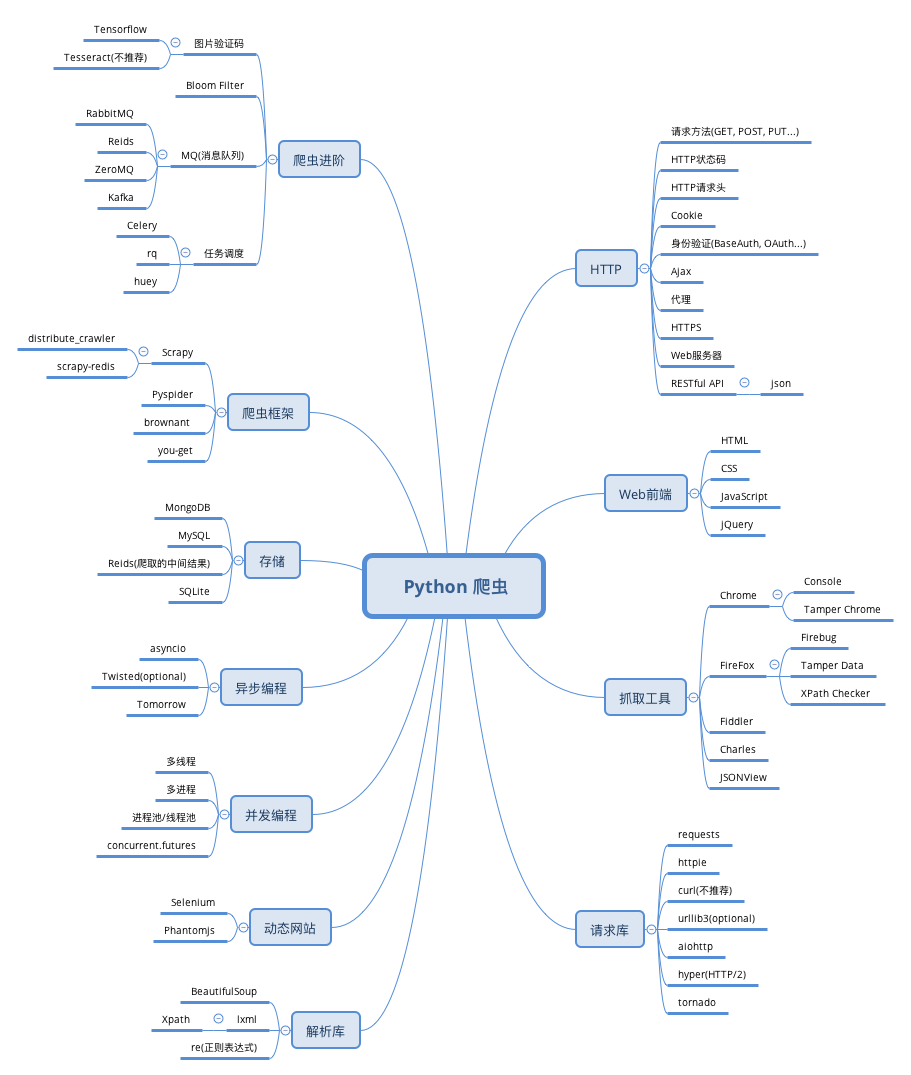 Python 爬虫
HTTP
请求方法(GET, POST, PUT...)
HTTP状态码
HTTP请求头
Cookie
身份验证(BaseAuth, OAuth...)
Ajax
代理
HTTPS
Web服务器
RESTful API
json
Web前端
HTML
CSS
JavaScript
jQuery
抓取工具
Chrome
Console
Tamper Chrome
FireFox
Firebug
Tamper Data
XPath Checker
Fiddler
Charles
JSONView
请求库
requests
httpie
curl(不推荐)
urllib3(optional)
aiohttp
hyper(HTTP/2)
tornado
爬虫进阶
图片验证码
Tensorflow
Tesseract(不推荐)
Bloom Filter
MQ(消息队列)
RabbitMQ
Reids
ZeroMQ
Kafka
任务调度
Celery
rq
huey
爬虫框架
Scrapy
distribute_crawler
scrapy-redis
Pyspider
brownant
you-get
存储
MongoDB
MySQL
Reids(爬取的中间结果)
SQLite
异步编程
asyncio
Twisted(optional)
Tomorrow
并发编程
多线程
多进程
进程池/线程池
concurrent.futures
动态网站
Selenium
Phantomjs
解析库
BeautifulSoup
lxml
Xpath
re(正则表达式)